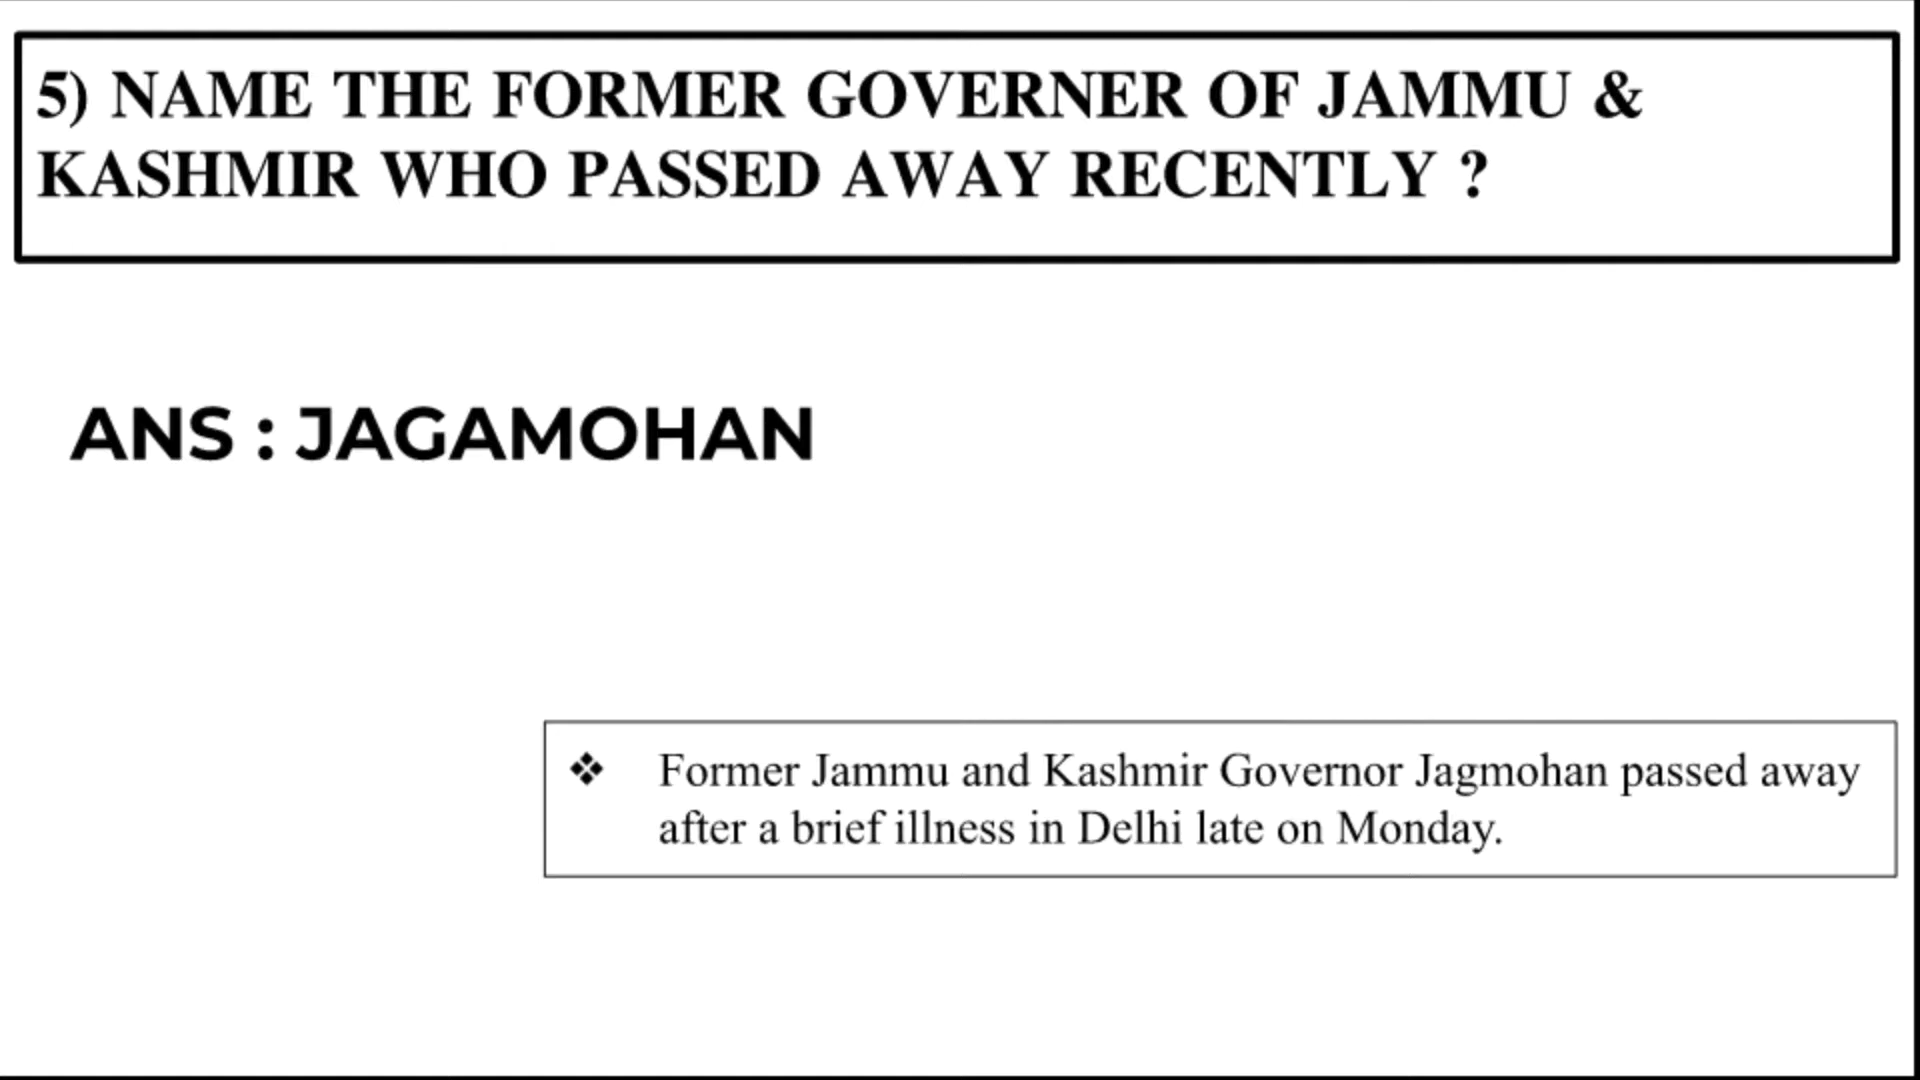 5) NAME THE FORMER GOVERNER OF JAMMU &
KASHMIR WHO PASSED AWAY RECENTLY ?
ANS : JAGAMOHAN
❖ Former Jammu and Kashmir Governor Jagmohan passed away
after a brief illness in Delhi late on Monday.